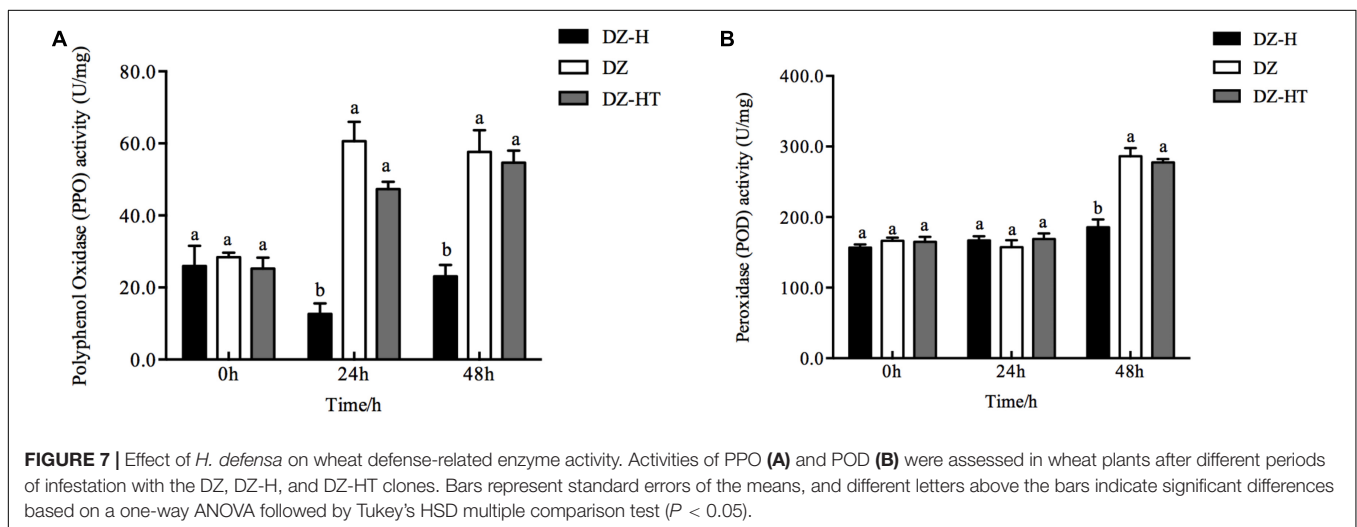 A
DZ-H
DZ
DZ-HT
Polyphenol Oxidase (PPO) activity (U/mg)
80.0
60.0
40.0
20.0
0.0
a a a
b a a
b a a
0h 24h 48h
Time/h
B
DZ-H
DZ
DZ-HT
Peroxidase (POD) activity (U/mg)
400.0
300.0
200.0
100.0
0.0
a a a
a a a
b a a
0h 24h 48h
Time/h
FIGURE 7 | Effect of H. defensa on wheat defense-related enzyme activity. Activities of PPO (A) and POD (B) were assessed in wheat plants after different periods
of infestation with the DZ, DZ-H, and DZ-HT clones. Bars represent standard errors of the means, and different letters above the bars indicate significant differences
based on a one-way ANOVA followed by Tukey's HSD multiple comparison test (P < 0.05).